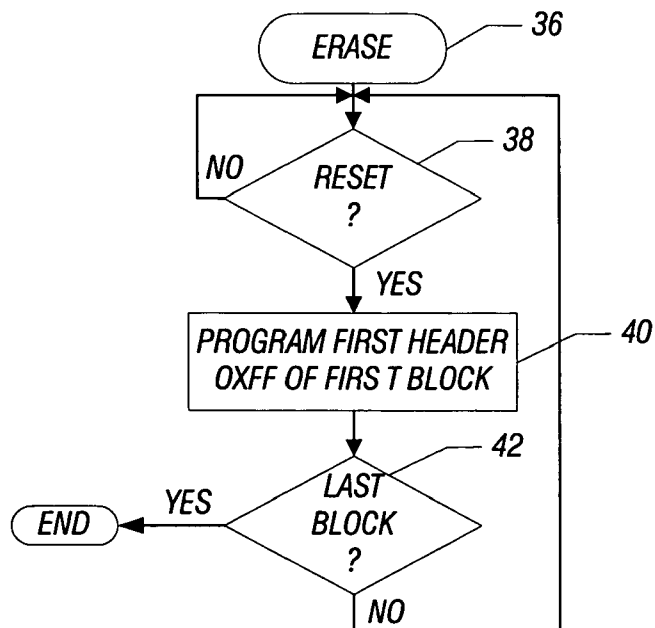 ERASE
36
38
RESET
?
NO
YES
PROGRAM FIRST HEADER
OXFF OF FIRS T BLOCK
40
42
LAST
BLOCK
?
YES
END
NO